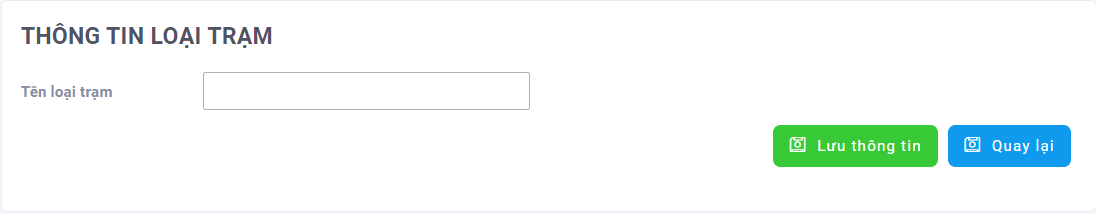 THÔNG TIN LOẠI TRẠM
Tên loại trạm
Lưu thông tin
Quay lại